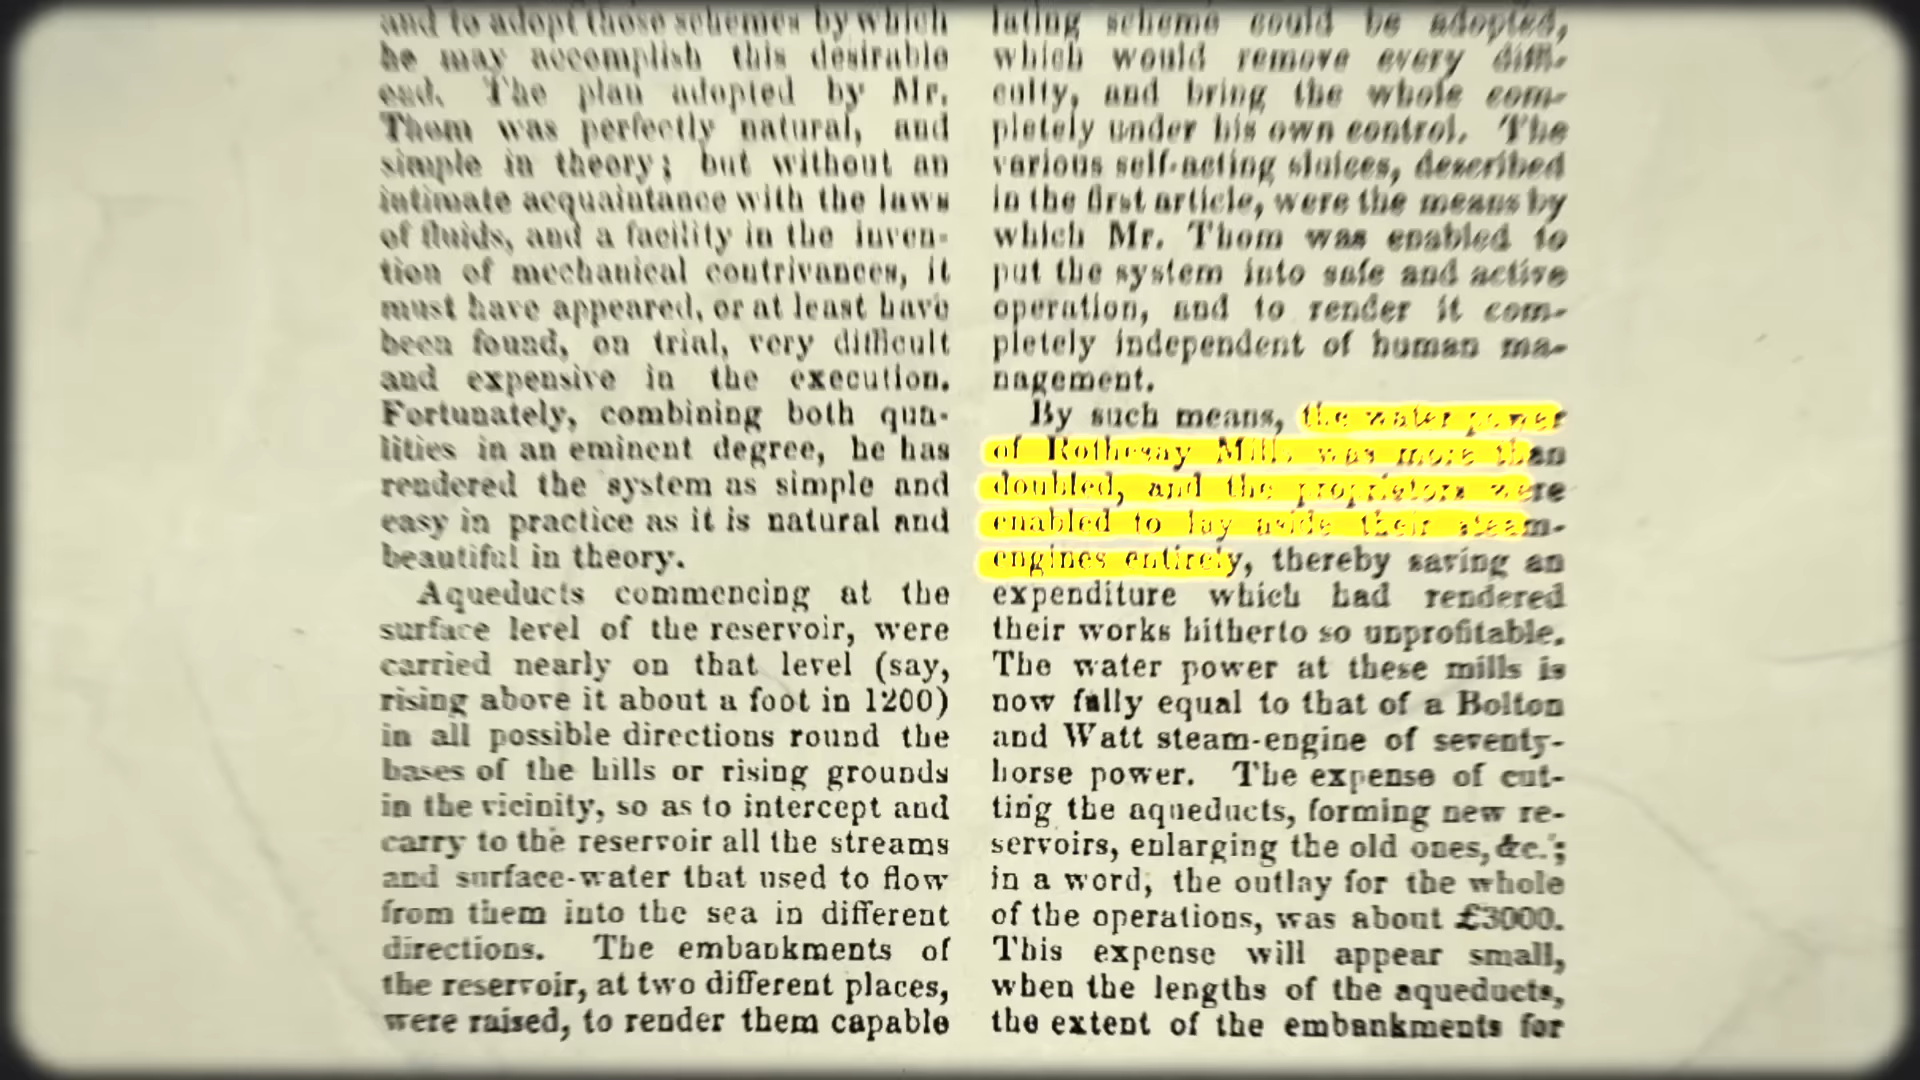 and to adopt those schemes by which
he may accomplish this desirable
end. The plan adopted by Mr.
Thom was perfectly natural, and
simple in theory; but without an
intimate acquaintance with the laws
of fluids, and a facility in the inven-
tion of mechanical contrivances, it
must have appeared, or at least have
been found, on trial, very difficult
and expensive in the execution.
Fortunately, combining both qua-
lities in an eminent degree, he has
rendered the system as simple and
easy in practice as it is natural and
beautiful in theory.
Aqueducts commencing at the
surface level of the reservoir, were
carried nearly on that level (say,
rising above it about a foot in 1200)
in all possible directions round the
bases of the hills or rising grounds
in the vicinity, so as to intercept and
carry to the reservoir all the streams
and surface-water that used to flow
from them into the sea in different
directions. The embankments of
the reservoir, at two different places,
were raised, to render them capable
lating scheme could be adopted,
which would remove every diffi-
culty, and bring the whole com-
pletely under his own control. The
various self-acting sluices, described
in the first article, were the means by
which Mr. Thom was enabled to
put the system into safe and active
operation, and to render it com-
pletely independent of human ma-
nagement.
By such means, the water power
of Rothesay Mills was more than
doubled, and the proprietors were
enabled to lay aside their steam-
engines entirely, thereby saving an
expenditure which had rendered
their works hitherto so unprofitable.
The water power at these mills is
now fully equal to that of a Bolton
and Watt steam-engine of seventy-
horse power. The expense of cut-
ting the aqueducts, forming new re-
servoirs, enlarging the old ones, &c.;
in a word, the outlay for the whole
of the operations, was about £3000.
This expense will appear small,
when the lengths of the aqueducts,
the extent of the embankments for